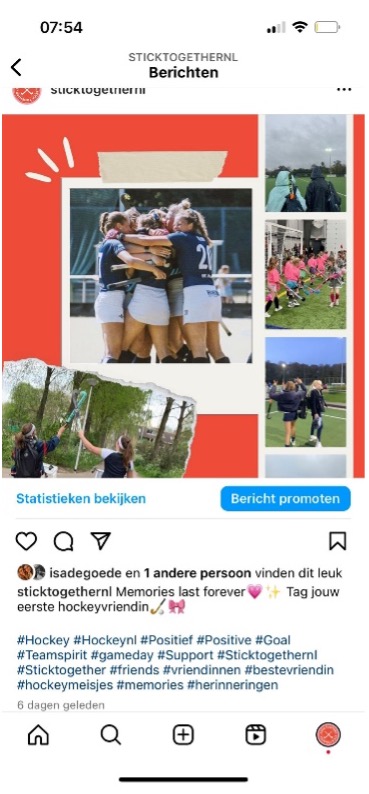 07:54
STICKTOGETHERNL
Berichten
sticktogethernl
21
Statistieken bekijken
Bericht promoten
isadegoede en 1 andere persoon vinden dit leuk
sticktogethernl Memories last forever💗✨ Tag jouw
eerste hockeyvriendin🏑🎀
#Hockey #Hockeynl #Positief #Positive #Goal
#Teamspirit #gameday #Support #Sticktogethernl
#Sticktogether #friends #vriendinnen #bestevriendin
#hockeymeisjes #memories #herinneringen
6 dagen geleden